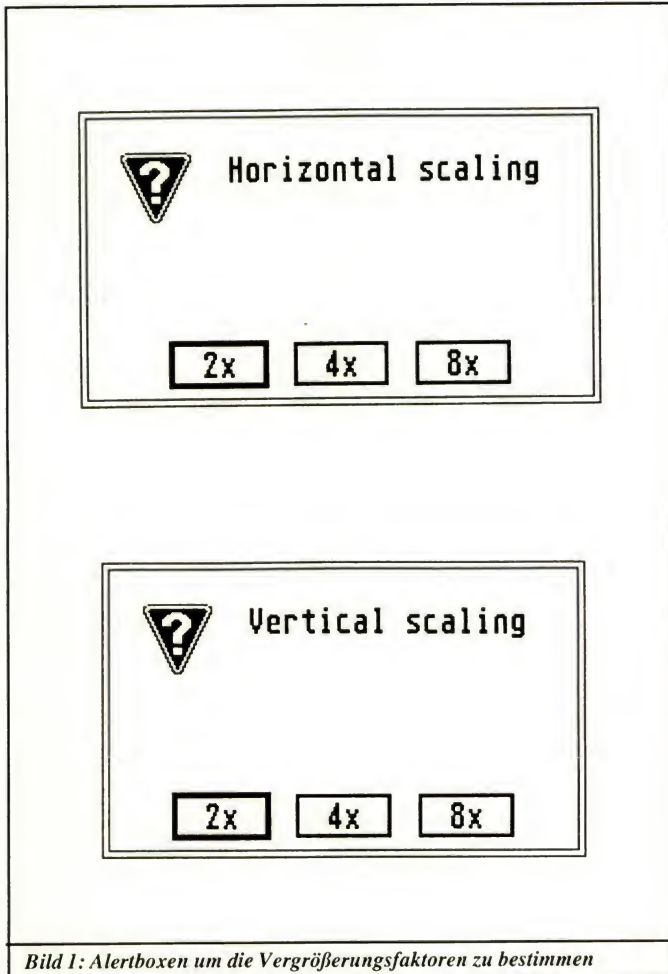 ?
Horizontal scaling
2x 4x 8x
?
Vertical scaling
2x 4x 8x
Bild 1: Alertboxen um die Vergrößerungsfaktoren zu bestimmen